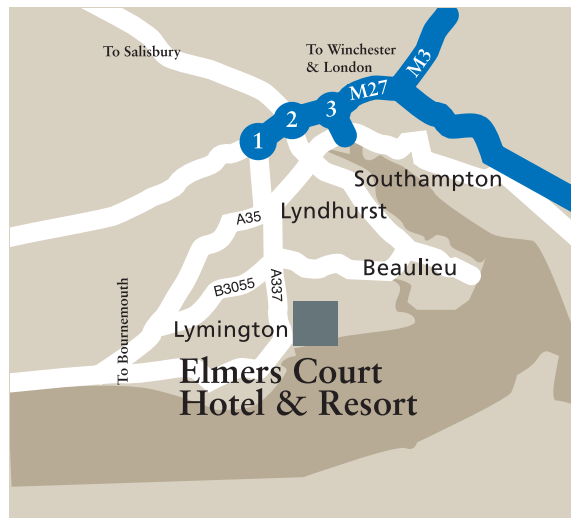 To Salisbury
To Winchester
& London
M3
M27
3
2
1
Southampton
A35
Lyndhurst
Beaulieu
B3055
A337
To Bournemouth
Lymington
Elmers Court
Hotel & Resort